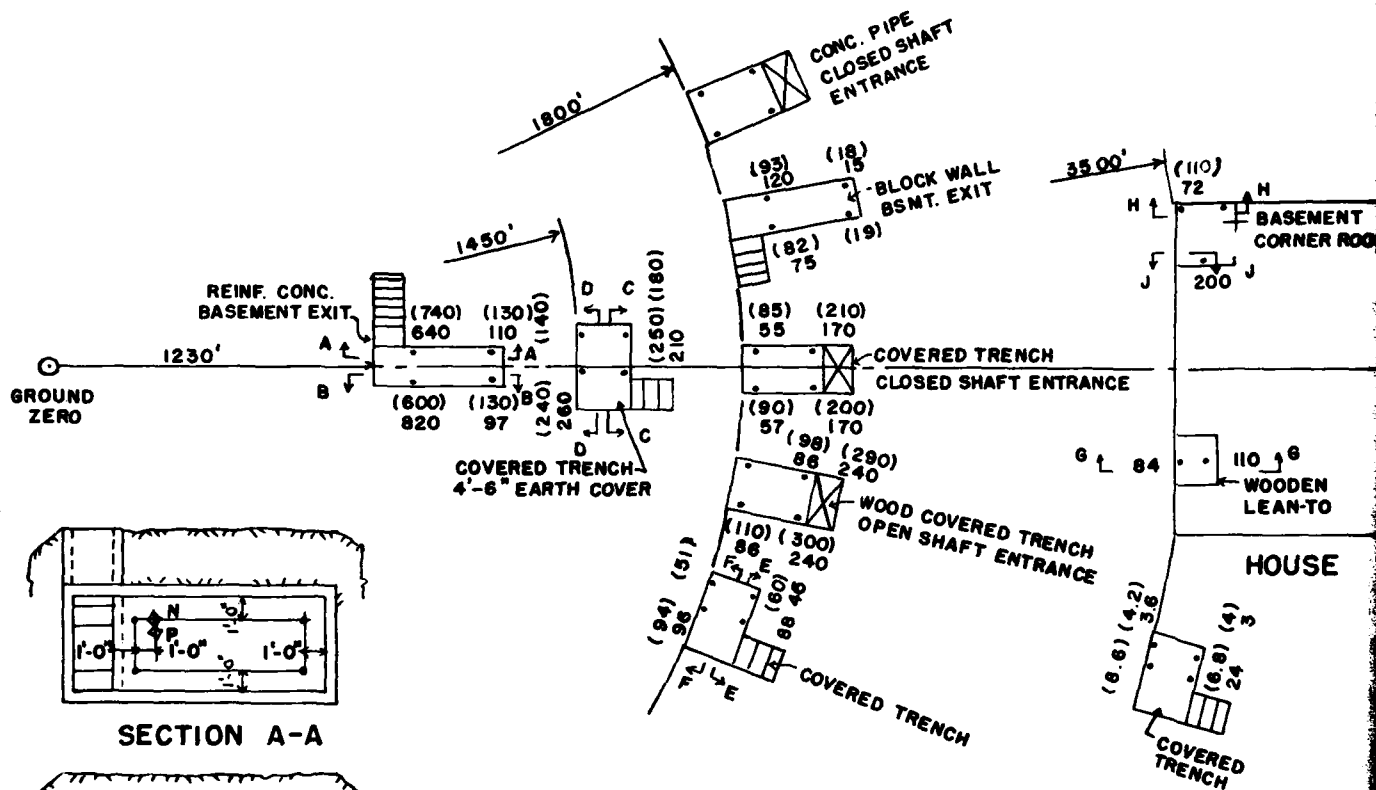 CONC. PIPE
CLOSED SHAFT
ENTRANCE
1800'
(93) (18)
120 15
BLOCK WALL
BSMT. EXIT
(82) (19)
75
3500'
(110)
72
H H
BASEMENT
CORNER ROO
J J
200
1450'
D C
REINF. CONC.
BASEMENT EXIT
(740) (130)
640 110
(140)
(250) (180)
210
(85) (210)
55 170
A A
1230'
COVERED TRENCH
CLOSED SHAFT ENTRANCE
B B
GROUND
ZERO
(600) (130)
820 97
(240)
260
D C
(90) (200)
57 170
COVERED TRENCH
4'-6" EARTH COVER
(98) (290)
86 240
WOOD COVERED TRENCH
OPEN SHAFT ENTRANCE
G 84 110 G
WOODEN
LEAN-TO
HOUSE
(110) (300)
86 240
F E
(51)
(94)
96
(60)
46
88
F E
COVERED TRENCH
(4.2)
3.6
(8.6)
(4)
3
(6.8)
24
COVERED
TRENCH
N
P
1'-0"
1'-0" 1'-0" 1'-0"
1'-0"
SECTION A-A